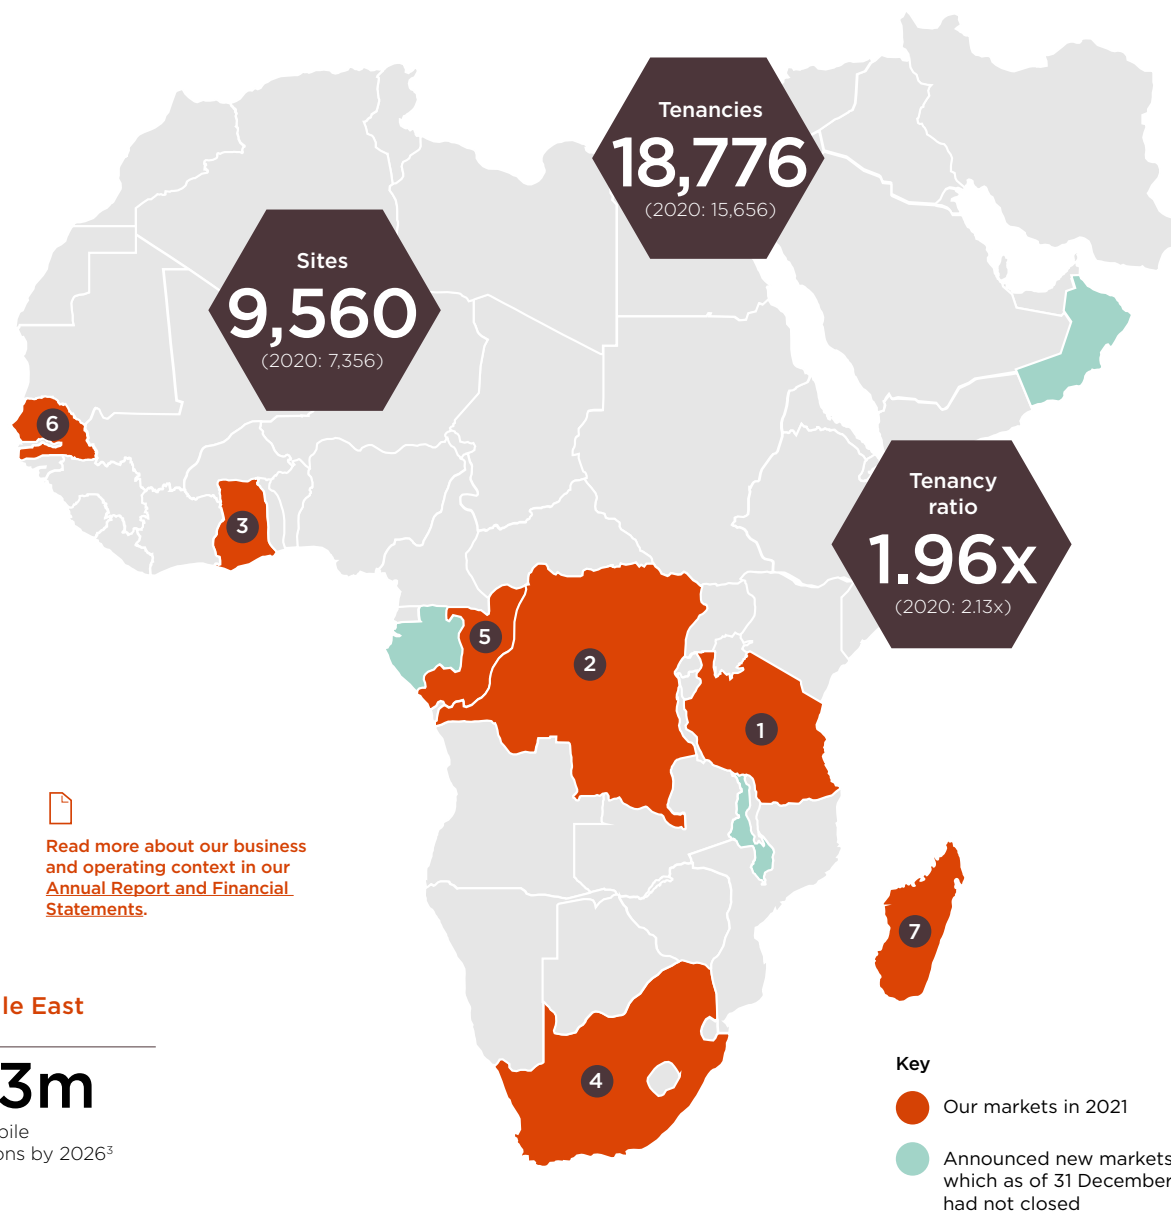 Tenancies
18,776
(2020: 15,656)
Sites
9,560
(2020: 7,356)
Tenancy
ratio
1.96x
(2020: 2.13x)
6
3
5
2
1
7
4
Read more about our business
and operating context in our
Annual Report and Financial
Statements.
le East
3m
bile
ons by 2026³
Key
Our markets in 2021
Announced new markets
which as of 31 December
had not closed